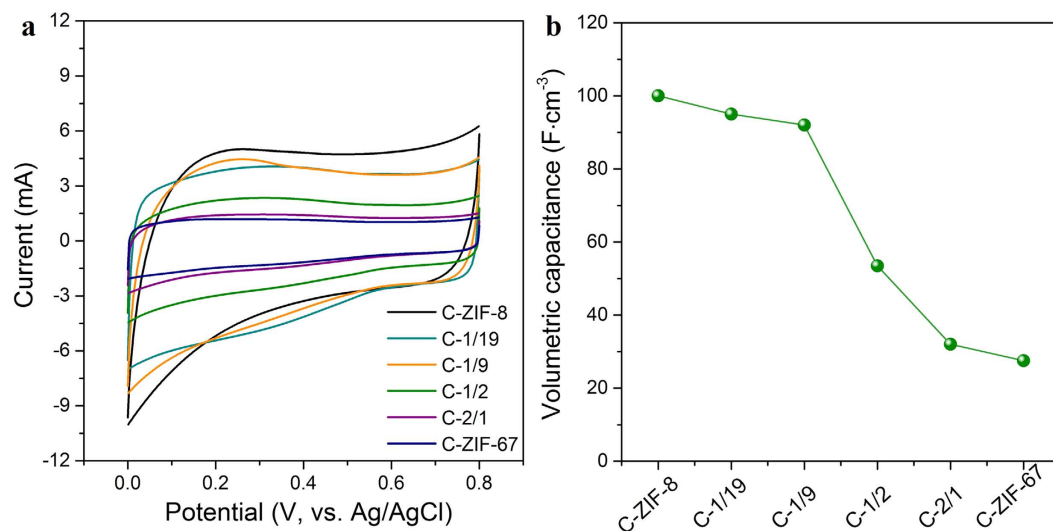 a
12
9
6
3
0
-3
-6
-9
-12
Current (mA)
0.0 0.2 0.4 0.6 0.8
Potential (V, vs. Ag/AgCl)
C-ZIF-8
C-1/19
C-1/9
C-1/2
C-2/1
C-ZIF-67
b
120
100
80
60
40
20
0
Volumetric capacitance (F·cm⁻³)
C-ZIF-8 C-1/19 C-1/9 C-1/2 C-2/1 C-ZIF-67